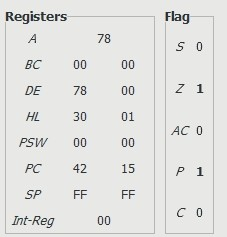 Registers
A 78
BC 00 00
DE 78 00
HL 30 01
PSW 00 00
PC 42 15
SP FF FF
Int-Reg 00
Flag
S 0
Z 1
AC 0
P 1
C 0